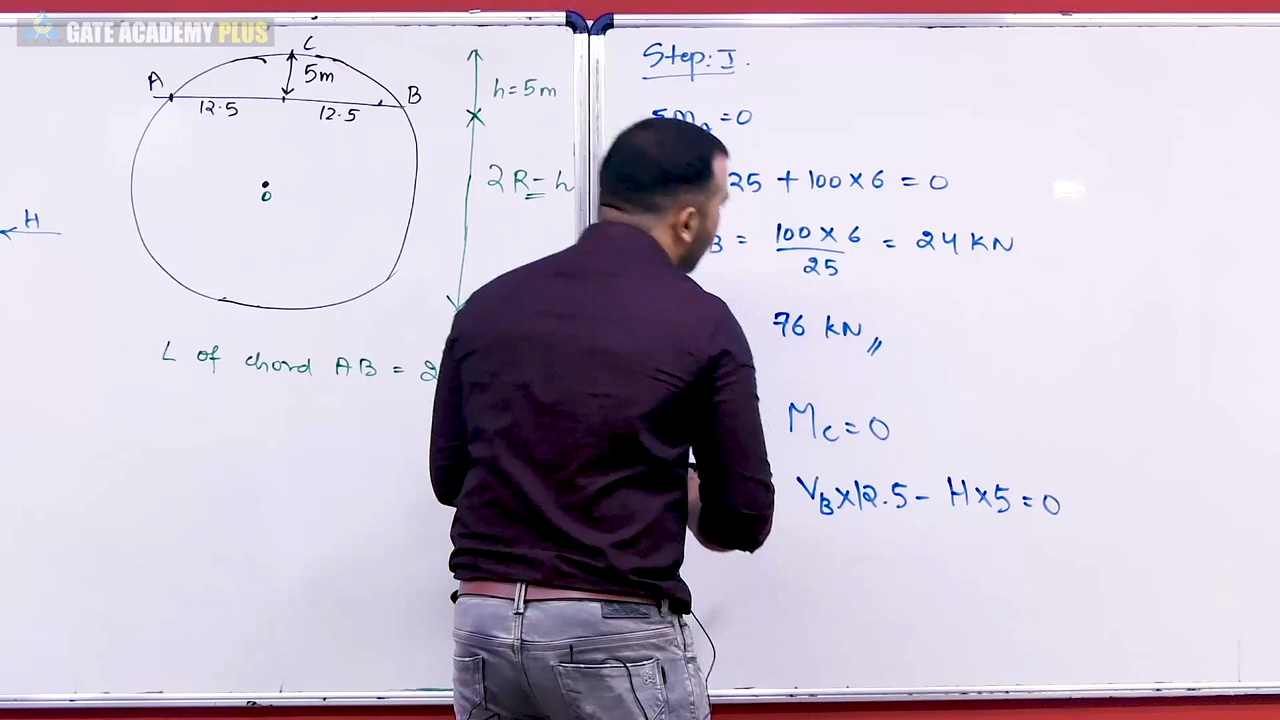 GATE ACADEMY PLUS
C
A
5m
B
12.5
12.5
h=5m
2R-h
O
H
L of chord AB =
Step: I.
=0
25 + 100×6 = 0
B = 100×6/25 = 24 KN
76 KN
Mc=0
VB×12.5 - H×5=0